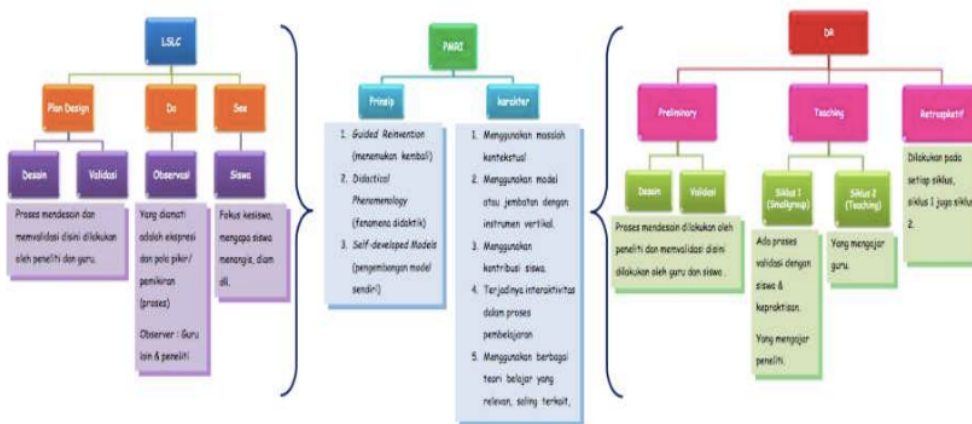 LSLC
Plan Design
Do
See
Desain
Validasi
Observasi
Siswa
Proses mendesain dan
memvalidasi disini dilakukan
oleh peneliti dan guru.
Yang diamati
adalah ekspresi
dan pola pikir/
pemikiran
(proses)
Observer : Guru
lain & peneliti
Fokus kesiswa,
mengapa siswa
menangis, diam
dll.
PMRI
Prinsip
karakter
1. Guided Reinvention
(menemukan kembali)
2. Didactical
Phenomenology
(fenomena didaktik)
3. Self-developed Models
(pengembangan model
sendiri)
1. Menggunakan masalah
kontekstual
2. Menggunakan model
atau jembatan dengan
instrumen vertikal.
3. Menggunakan
kontribusi siswa.
4. Terjadinya interaktivitas
dalam proses
pembelajaran
5. Menggunakan berbagai
teori belajar yang
relevan, saling terkait,
DR
Preliminary
Teaching
Retrospketif
Desain
Validasi
Siklus 1
(Smallgroup)
Siklus 2
(Teaching)
Proses mendesain dilakukan oleh
peneliti dan memvalidasi disini
dilakukan oleh guru dan siswa .
Ada proses
validasi dengan
siswa &
kepraktisan.
Yang mengajar
peneliti.
Yang mengajar
guru.
Dilakukan pada
setiap siklus,
siklus 1 juga siklus
2.